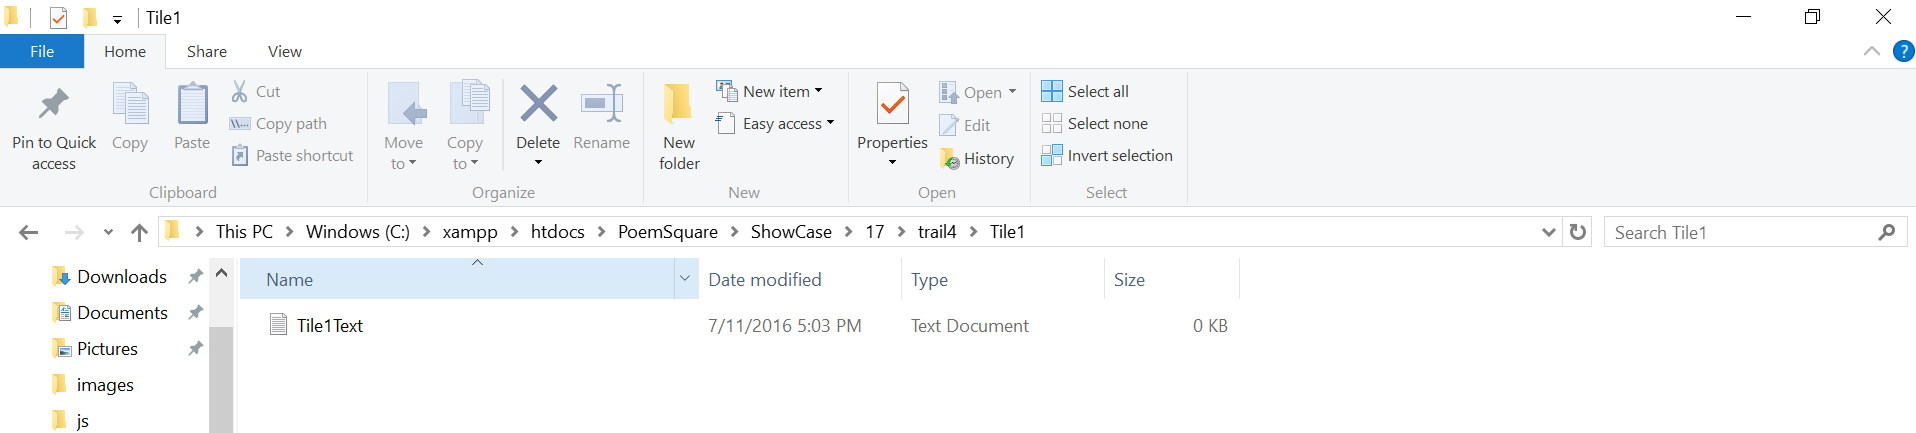 Tile1
File Home Share View
Pin to Quick access
Copy
Paste
Cut
Copy path
Paste shortcut
Clipboard
Move to
Copy to
Delete
Rename
Organize
New folder
New item
Easy access
New
Properties
Open
Edit
History
Open
Select all
Select none
Invert selection
Select
This PC > Windows (C:) > xampp > htdocs > PoemSquare > ShowCase > 17 > trail4 > Tile1
Search Tile1
Downloads
Documents
Pictures
images
js
Name Date modified Type Size
Tile1Text 7/11/2016 5:03 PM Text Document 0 KB